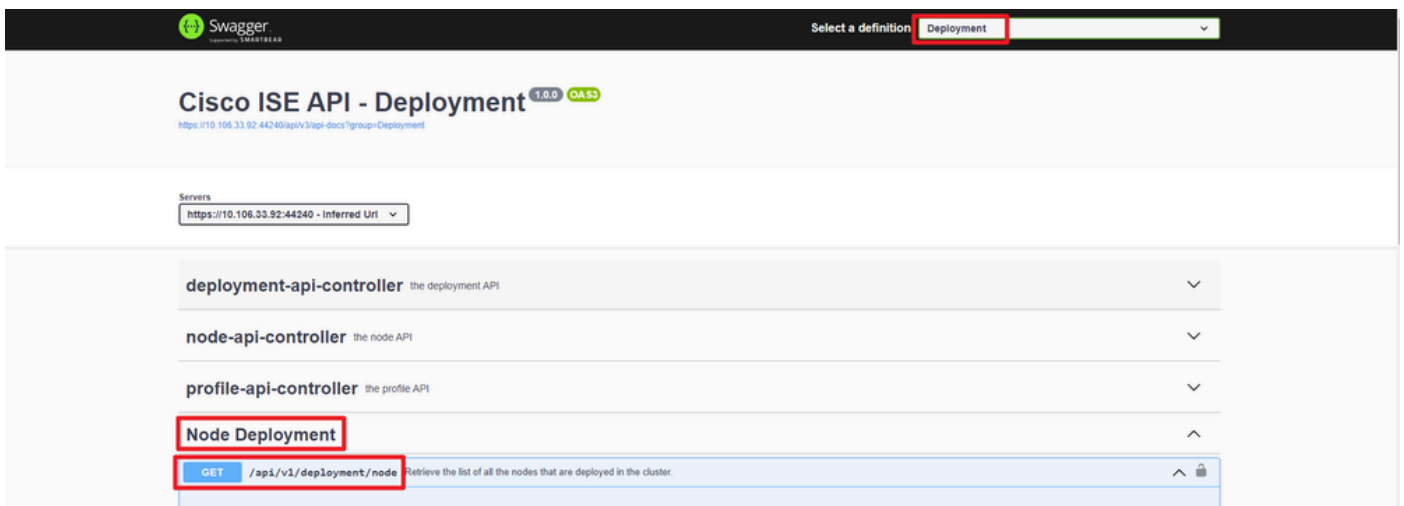 Swagger.
Supported by SMARTBEAR
Select a definition
Deployment
Cisco ISE API - Deployment 1.0.0 OAS3
https://10.106.33.92:44240/api/v3/api-docs?group=Deployment
Servers
https://10.106.33.92:44240 - Inferred Url
deployment-api-controller the deployment API
node-api-controller the node API
profile-api-controller the profile API
Node Deployment
GET /api/v1/deployment/node Retrieve the list of all the nodes that are deployed in the cluster.